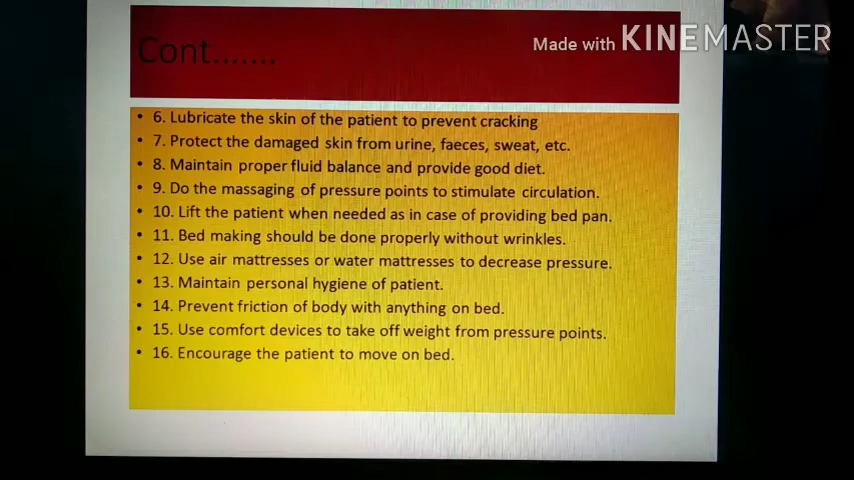 Cont.......
Made with KINEMASTER
• 6. Lubricate the skin of the patient to prevent cracking
• 7. Protect the damaged skin from urine, faeces, sweat, etc.
• 8. Maintain proper fluid balance and provide good diet.
• 9. Do the massaging of pressure points to stimulate circulation.
• 10. Lift the patient when needed as in case of providing bed pan.
• 11. Bed making should be done properly without wrinkles.
• 12. Use air mattresses or water mattresses to decrease pressure.
• 13. Maintain personal hygiene of patient.
• 14. Prevent friction of body with anything on bed.
• 15. Use comfort devices to take off weight from pressure points.
• 16. Encourage the patient to move on bed.